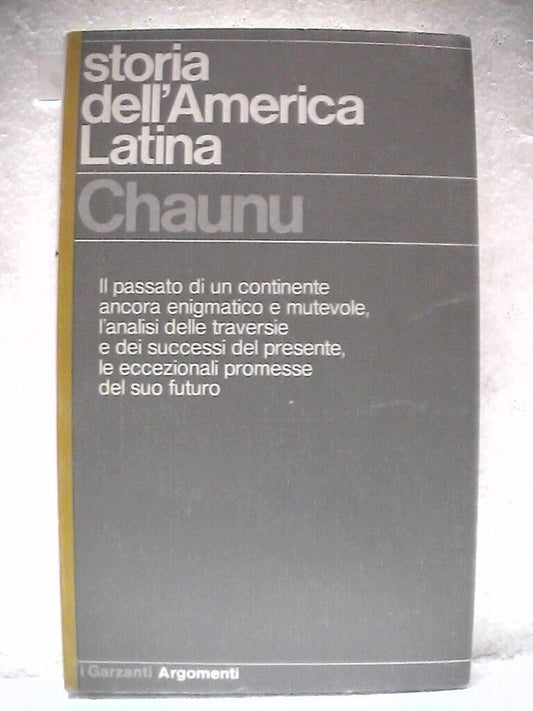 storia
dell'America
Latina
Chaunu
Il passato di un continente
ancora enigmatico e mutevole,
l'analisi delle traversie
e dei successi del presente,
le eccezionali promesse
del suo futuro
i Garzanti Argomenti